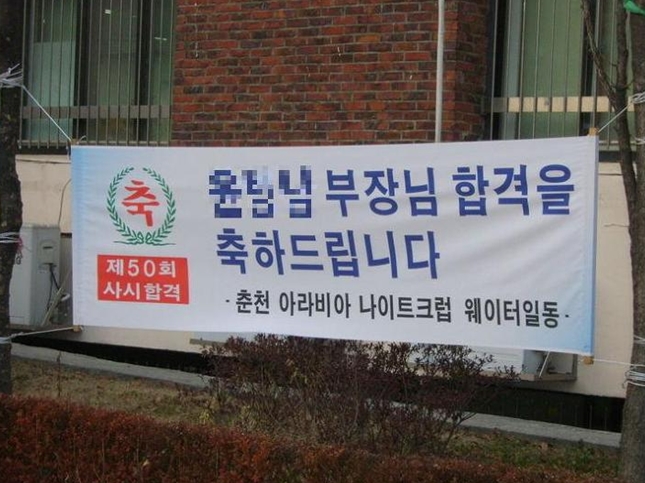 축
제50회
사시합격
부장님 합격을
축하드립니다
- 춘천 아라비아 나이트크럽 웨이터일동 -